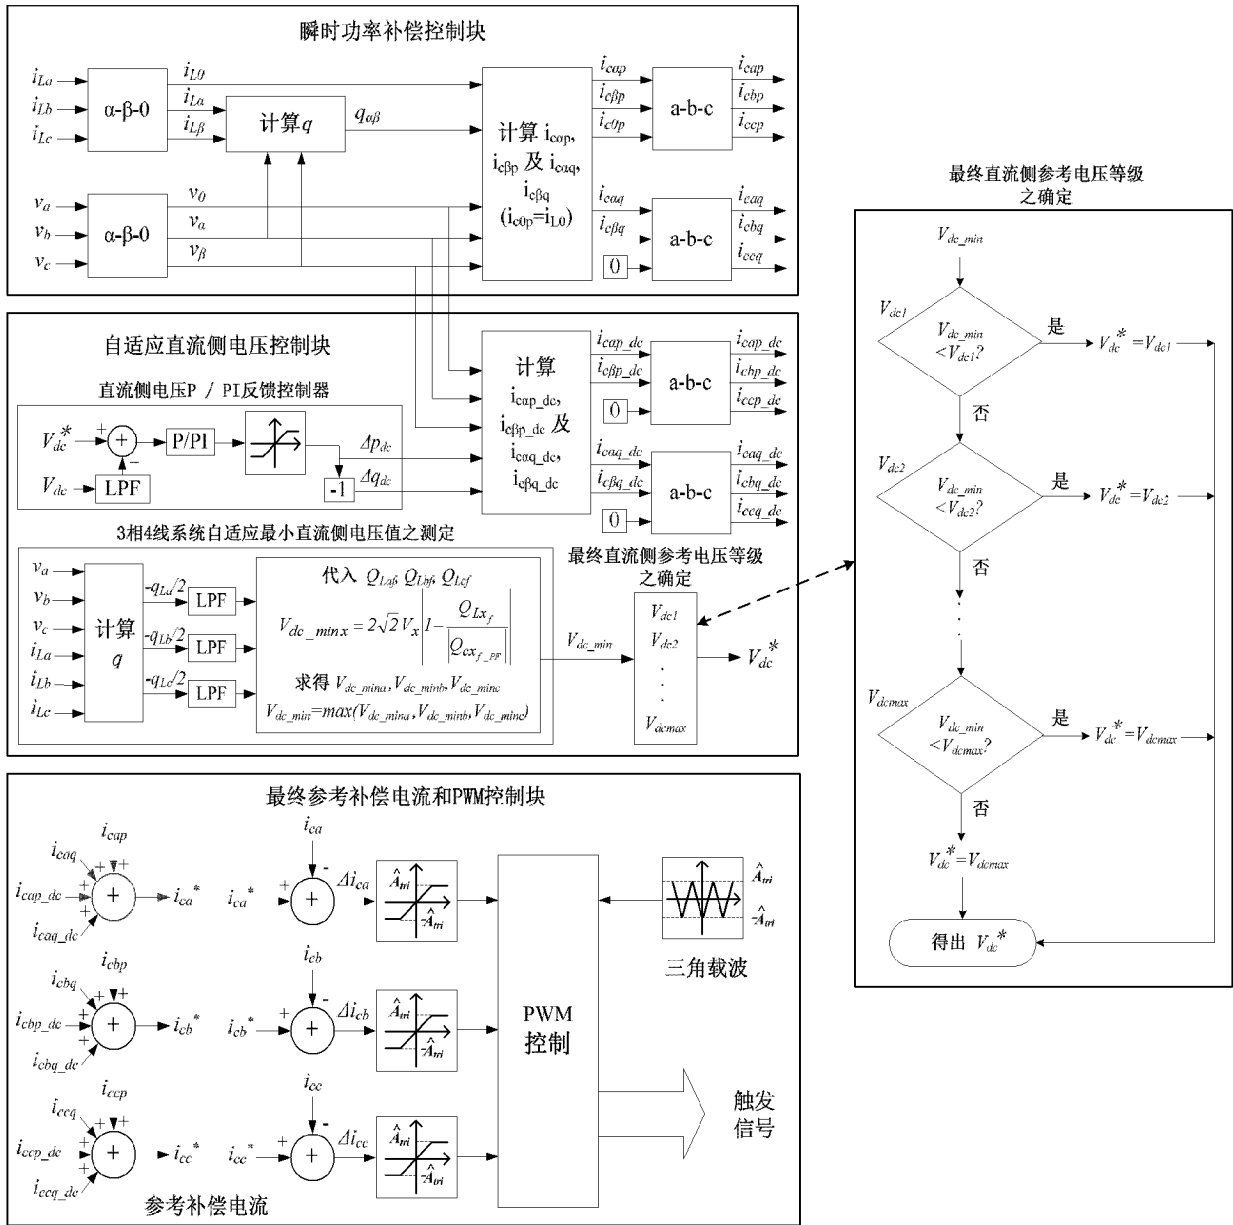 瞬时功率补偿控制块
i_La
i_Lb
i_Lc
α-β-0
i_L0
i_Lα
i_Lβ
计算q
q_αβ
v_a
v_b
v_c
α-β-0
v_0
v_α
v_β
计算 i_cαp,
i_cβp 及 i_cαq,
i_cβq
(i_c0p=i_L0)
i_cαp
i_cβp
i_c0p
a-b-c
i_cap
i_cbp
i_ccp
i_cαq
i_cβq
0
a-b-c
i_caq
i_cbq
i_ccq
自适应直流侧电压控制块
直流侧电压P / PI反馈控制器
V_dc*
+
+
-
P/PI
V_dc
LPF
Δp_dc
Δq_dc
-1
计算
i_cαp_dc,
i_cβp_dc 及
i_cαq_dc,
i_cβq_dc
i_cαp_dc
i_cβp_dc
0
a-b-c
i_cap_dc
i_cbp_dc
i_ccp_dc
i_cαq_dc
i_cβq_dc
0
a-b-c
i_caq_dc
i_cbq_dc
i_ccq_dc
3相4线系统自适应最小直流侧电压值之测定
v_a
v_b
v_c
i_La
i_Lb
i_Lc
计算
q
-q_La/2
-q_Lb/2
-q_Lc/2
LPF
LPF
LPF
代入 Q_Laf, Q_Lbf, Q_Lcf
V_dc_minx = 2√2 V_x |1 - Q_Lx_f / |Q_cx_f_PF||
求得 V_dc_mina, V_dc_minb, V_dc_minc
V_dc_min=max(V_dc_mina, V_dc_minb, V_dc_minc)
V_dc_min
最终直流侧参考电压等级
之确定
V_dc1
V_dc2
.
.
.
V_dcmax
V_dc*
最终参考补偿电流和PWM控制块
i_cap
i_caq
i_cap_dc
i_caq_dc
+
+
+
+
+
i_ca*
i_cbp
i_cbq
i_cbp_dc
i_cbq_dc
+
+
+
+
+
i_cb*
i_ccp
i_ccq
i_ccp_dc
i_ccq_dc
+
+
+
+
+
i_cc*
参考补偿电流
i_ca
i_ca*
+
-
+
Δi_ca
Â_tri
-Â_tri
i_cb
i_cb*
+
-
+
Δi_cb
Â_tri
-Â_tri
i_cc
i_cc*
+
-
+
Δi_cc
Â_tri
-Â_tri
PWM
控制
Â_tri
-Â_tri
三角载波
触发
信号
最终直流侧参考电压等级
之确定
V_dc_min
V_dc1
V_dc_min
<V_dc1?
是
V_dc*=V_dc1
否
V_dc2
V_dc_min
<V_dc2?
是
V_dc*=V_dc2
否
V_dcmax
V_dc_min
<V_dcmax?
是
V_dc*=V_dcmax
否
V_dc*=V_dcmax
得出 V_dc*